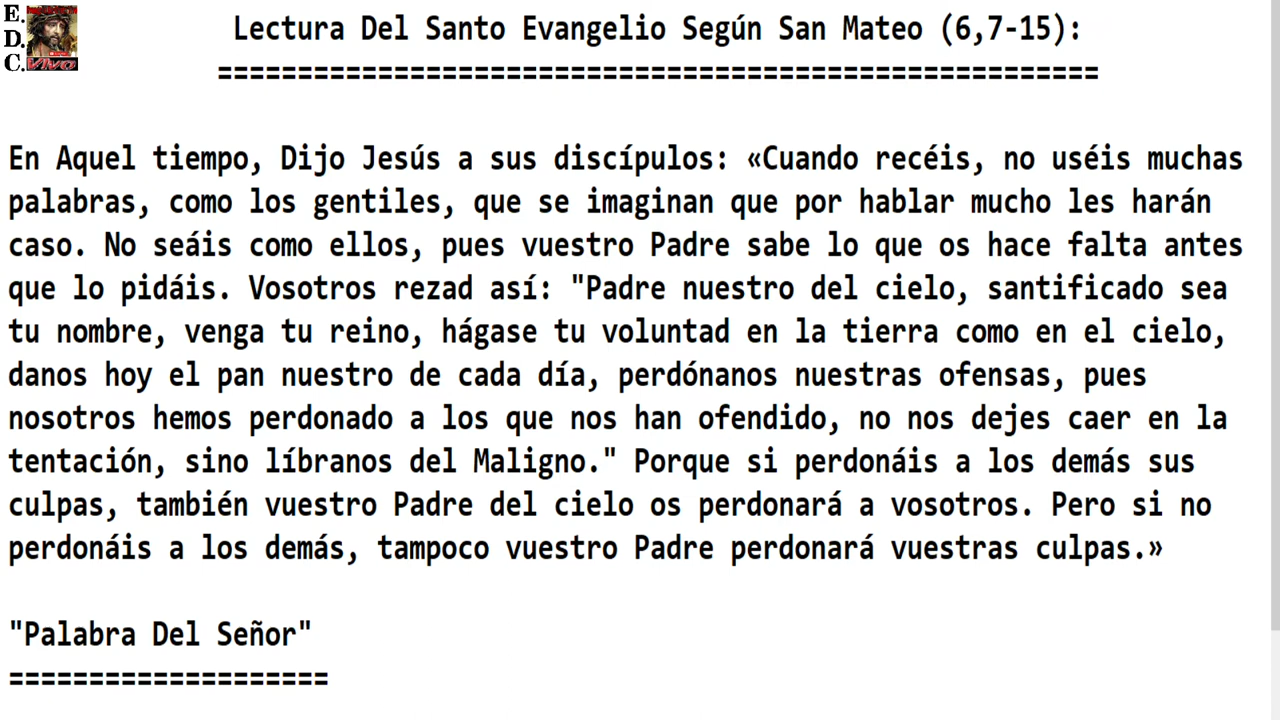 E.
D.
C.
Vivo
Lectura Del Santo Evangelio Según San Mateo (6,7-15):
=======================================================
En Aquel tiempo, Dijo Jesús a sus discípulos: «Cuando recéis, no uséis muchas
palabras, como los gentiles, que se imaginan que por hablar mucho les harán
caso. No seáis como ellos, pues vuestro Padre sabe lo que os hace falta antes
que lo pidáis. Vosotros rezad así: "Padre nuestro del cielo, santificado sea
tu nombre, venga tu reino, hágase tu voluntad en la tierra como en el cielo,
danos hoy el pan nuestro de cada día, perdónanos nuestras ofensas, pues
nosotros hemos perdonado a los que nos han ofendido, no nos dejes caer en la
tentación, sino líbranos del Maligno." Porque si perdonáis a los demás sus
culpas, también vuestro Padre del cielo os perdonará a vosotros. Pero si no
perdonáis a los demás, tampoco vuestro Padre perdonará vuestras culpas.»
"Palabra Del Señor"
====================